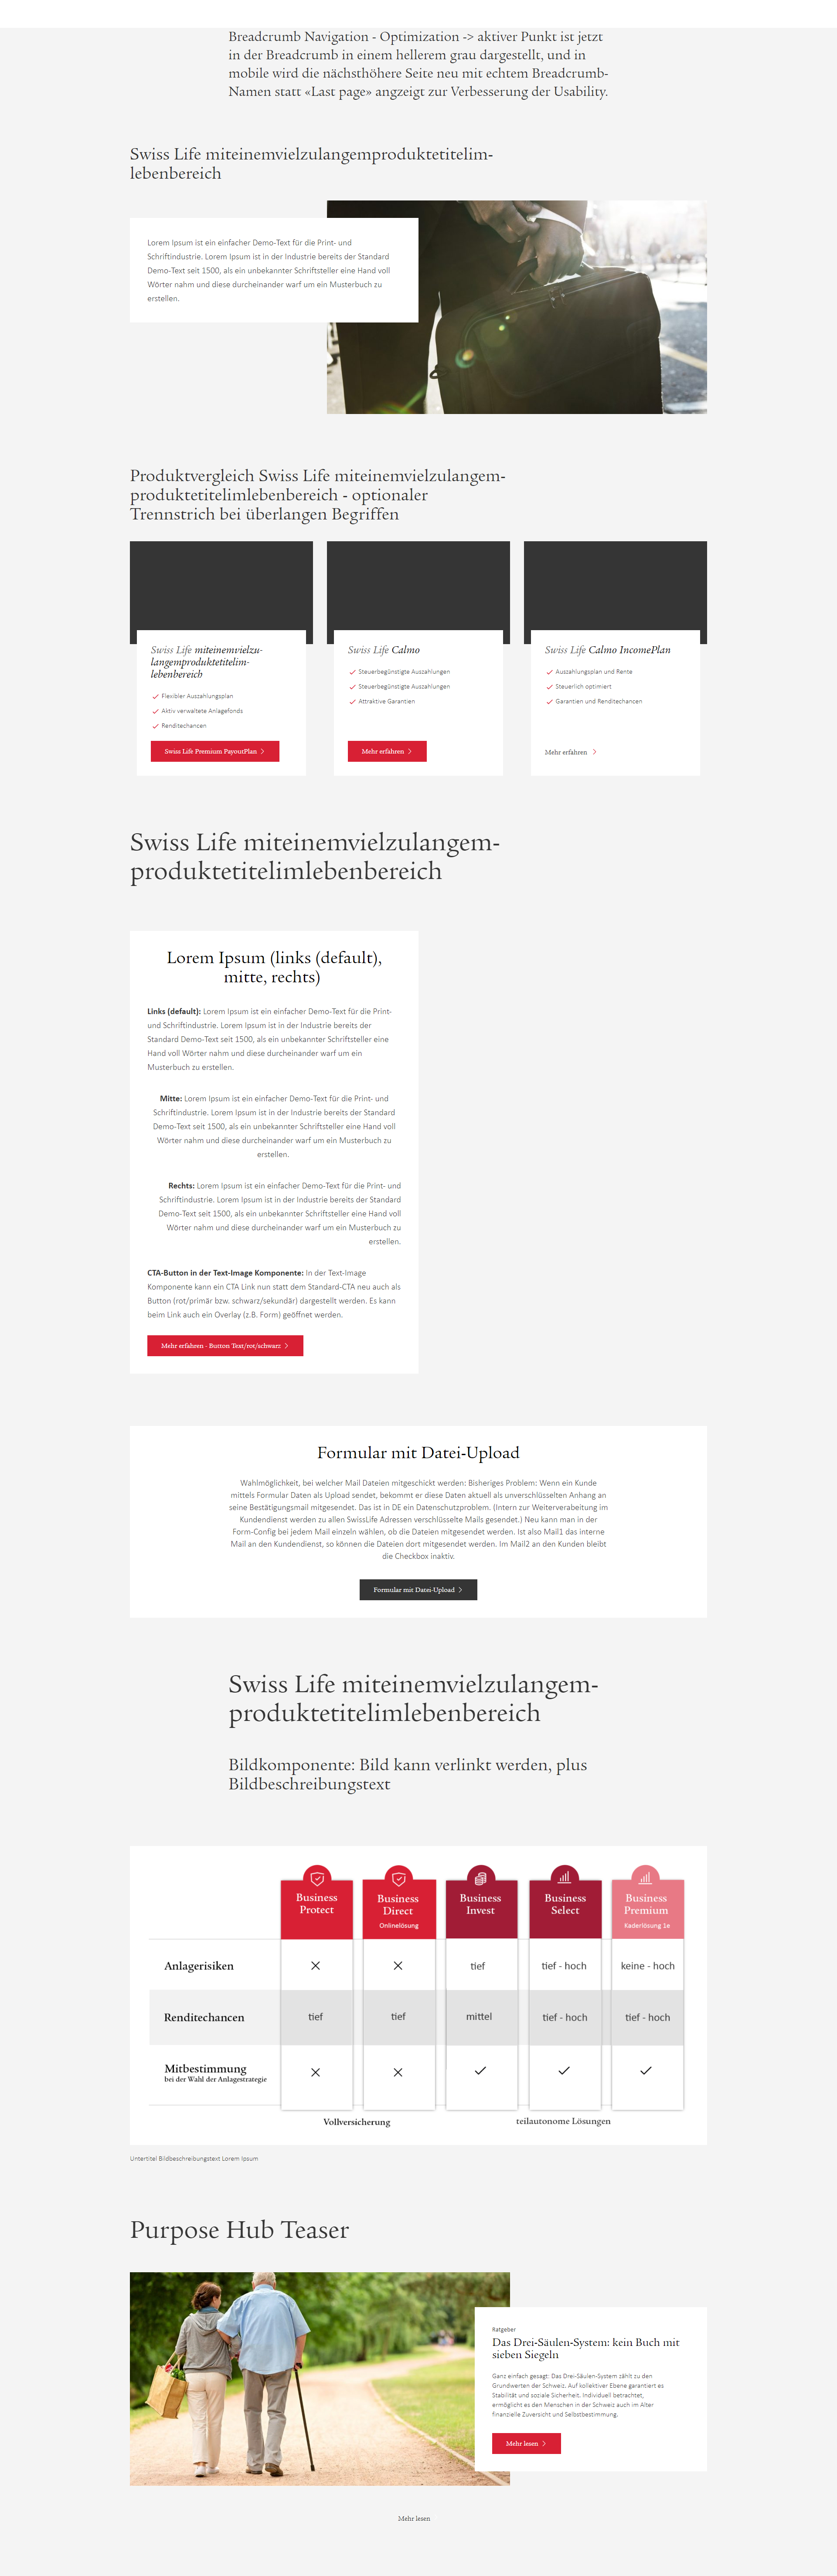 Breadcrumb Navigation - Optimization -> aktiver Punkt ist jetzt
in der Breadcrumb in einem hellerem grau dargestellt, und in
mobile wird die nächsthöhere Seite neu mit echtem Breadcrumb-
Namen statt «Last page» angzeigt zur Verbesserung der Usability.
Swiss Life miteinemvielzulangemproduktetitelim-
lebenbereich
Lorem Ipsum ist ein einfacher Demo-Text für die Print- und
Schriftindustrie. Lorem Ipsum ist in der Industrie bereits der Standard
Demo-Text seit 1500, als ein unbekannter Schriftsteller eine Hand voll
Wörter nahm und diese durcheinander warf um ein Musterbuch zu
erstellen.
Produktvergleich Swiss Life miteinemvielzulangem-
produktetitelimlebenbereich - optionaler
Trennstrich bei überlangen Begriffen
Swiss Life miteinemvielzu-
langemproduktetitelim-
lebenbereich
Flexibler Auszahlungsplan
Aktiv verwaltete Anlagefonds
Renditechancen
Swiss Life Premium PayoutPlan
Swiss Life Calmo
Steuerbegünstigte Auszahlungen
Steuerbegünstigte Auszahlungen
Attraktive Garantien
Mehr erfahren
Swiss Life Calmo IncomePlan
Auszahlungsplan und Rente
Steuerlich optimiert
Garantien und Renditechancen
Mehr erfahren
Swiss Life miteinemvielzulangem-
produktetitelimlebenbereich
Lorem Ipsum (links (default),
mitte, rechts)
Links (default): Lorem Ipsum ist ein einfacher Demo-Text für die Print-
und Schriftindustrie. Lorem Ipsum ist in der Industrie bereits der
Standard Demo-Text seit 1500, als ein unbekannter Schriftsteller eine
Hand voll Wörter nahm und diese durcheinander warf um ein
Musterbuch zu erstellen.
Mitte: Lorem Ipsum ist ein einfacher Demo-Text für die Print- und
Schriftindustrie. Lorem Ipsum ist in der Industrie bereits der Standard
Demo-Text seit 1500, als ein unbekannter Schriftsteller eine Hand voll
Wörter nahm und diese durcheinander warf um ein Musterbuch zu
erstellen.
Rechts: Lorem Ipsum ist ein einfacher Demo-Text für die Print- und
Schriftindustrie. Lorem Ipsum ist in der Industrie bereits der Standard
Demo-Text seit 1500, als ein unbekannter Schriftsteller eine Hand voll
Wörter nahm und diese durcheinander warf um ein Musterbuch zu
erstellen.
CTA-Button in der Text-Image Komponente: In der Text-Image
Komponente kann ein CTA Link nun statt dem Standard-CTA neu auch als
Button (rot/primär bzw. schwarz/sekundär) dargestellt werden. Es kann
beim Link auch ein Overlay (z.B. Form) geöffnet werden.
Mehr erfahren - Button Text/rot/schwarz
Formular mit Datei-Upload
Wahlmöglichkeit, bei welcher Mail Dateien mitgeschickt werden: Bisheriges Problem: Wenn ein Kunde
mittels Formular Daten als Upload sendet, bekommt er diese Daten aktuell als unverschlüsselten Anhang an
seine Bestätigungsmail mitgesendet. Das ist in DE ein Datenschutzproblem. (Intern zur Weiterverabeitung im
Kundendienst werden zu allen SwissLife Adressen verschlüsselte Mails gesendet.) Neu kann man in der
Form-Config bei jedem Mail einzeln wählen, ob die Dateien mitgesendet werden. Ist also Mail1 das interne
Mail an den Kundendienst, so können die Dateien dort mitgesendet werden. Im Mail2 an den Kunden bleibt
die Checkbox inaktiv.
Formular mit Datei-Upload
Swiss Life miteinemvielzulangem-
produktetitelimlebenbereich
Bildkomponente: Bild kann verlinkt werden, plus
Bildbeschreibungstext
Business
Protect
Business
Direct
Onlinelösung
Business
Invest
Business
Select
Business
Premium
Kaderlösung 1e
Anlagerisiken
tief
tief - hoch
keine - hoch
Renditechancen
tief
tief
mittel
tief - hoch
tief - hoch
Mitbestimmung
bei der Wahl der Anlagestrategie
Vollversicherung
teilautonome Lösungen
Untertitel Bildbeschreibungstext Lorem Ipsum
Purpose Hub Teaser
Ratgeber
Das Drei-Säulen-System: kein Buch mit
sieben Siegeln
Ganz einfach gesagt: Das Drei-Säulen-System zählt zu den
Grundwerten der Schweiz. Auf kollektiver Ebene garantiert es
Stabilität und soziale Sicherheit. Individuell betrachtet,
ermöglicht es den Menschen in der Schweiz auch im Alter
finanzielle Zuversicht und Selbstbestimmung.
Mehr lesen
Mehr lesen